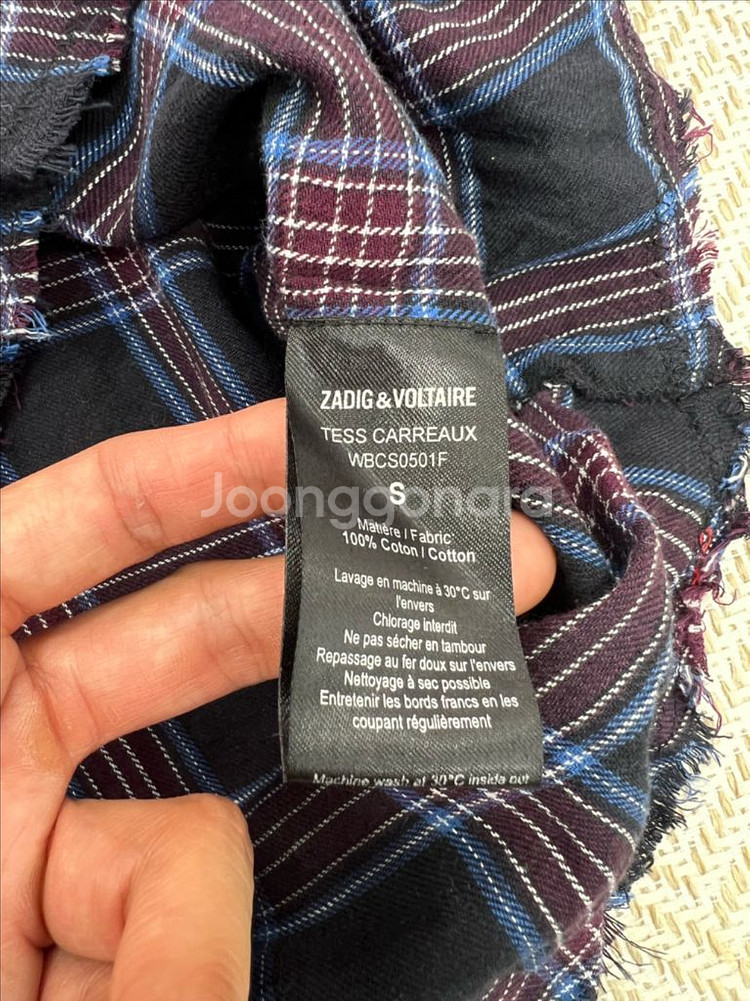 ZADIG & VOLTAIRE
TESS CARREAUX
WBCS0501F
S
Joonggonara
Matière / Fabric
100% Coton / Cotton
Lavage en machine à 30°C sur
l'envers
Chlorage interdit
Ne pas sécher en tambour
Repassage au fer doux sur l'envers
Nettoyage à sec possible
Entretenir les bords francs en les
coupant régulièrement
Machine wash at 30°C inside out